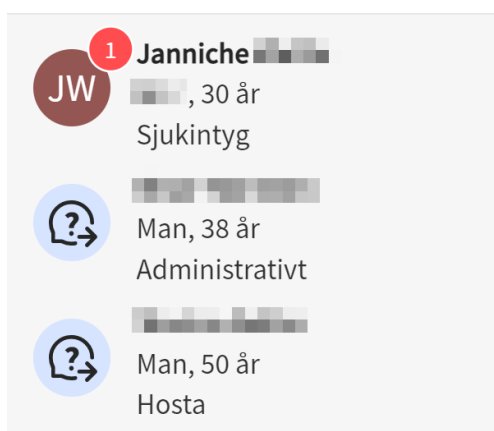 1
JW
Janniche
, 30 år
Sjukintyg
?
Man, 38 år
Administrativt
?
Man, 50 år
Hosta